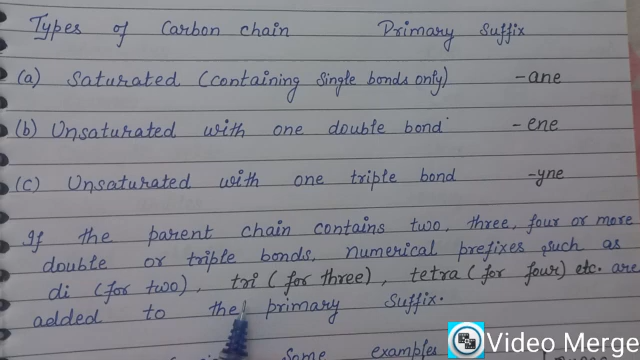 Types of Carbon chain Primary Suffix
(a) Saturated (containing single bonds only) -ane
(b) Unsaturated with one double bond -ene
(c) Unsaturated with one triple bond -yne
If the parent chain contains two, three, four or more
double or triple bonds, numerical prefixes such as
di (for two), tri (for three), tetra (for four) etc. are
added to the primary suffix.
Some examples
Video Merge